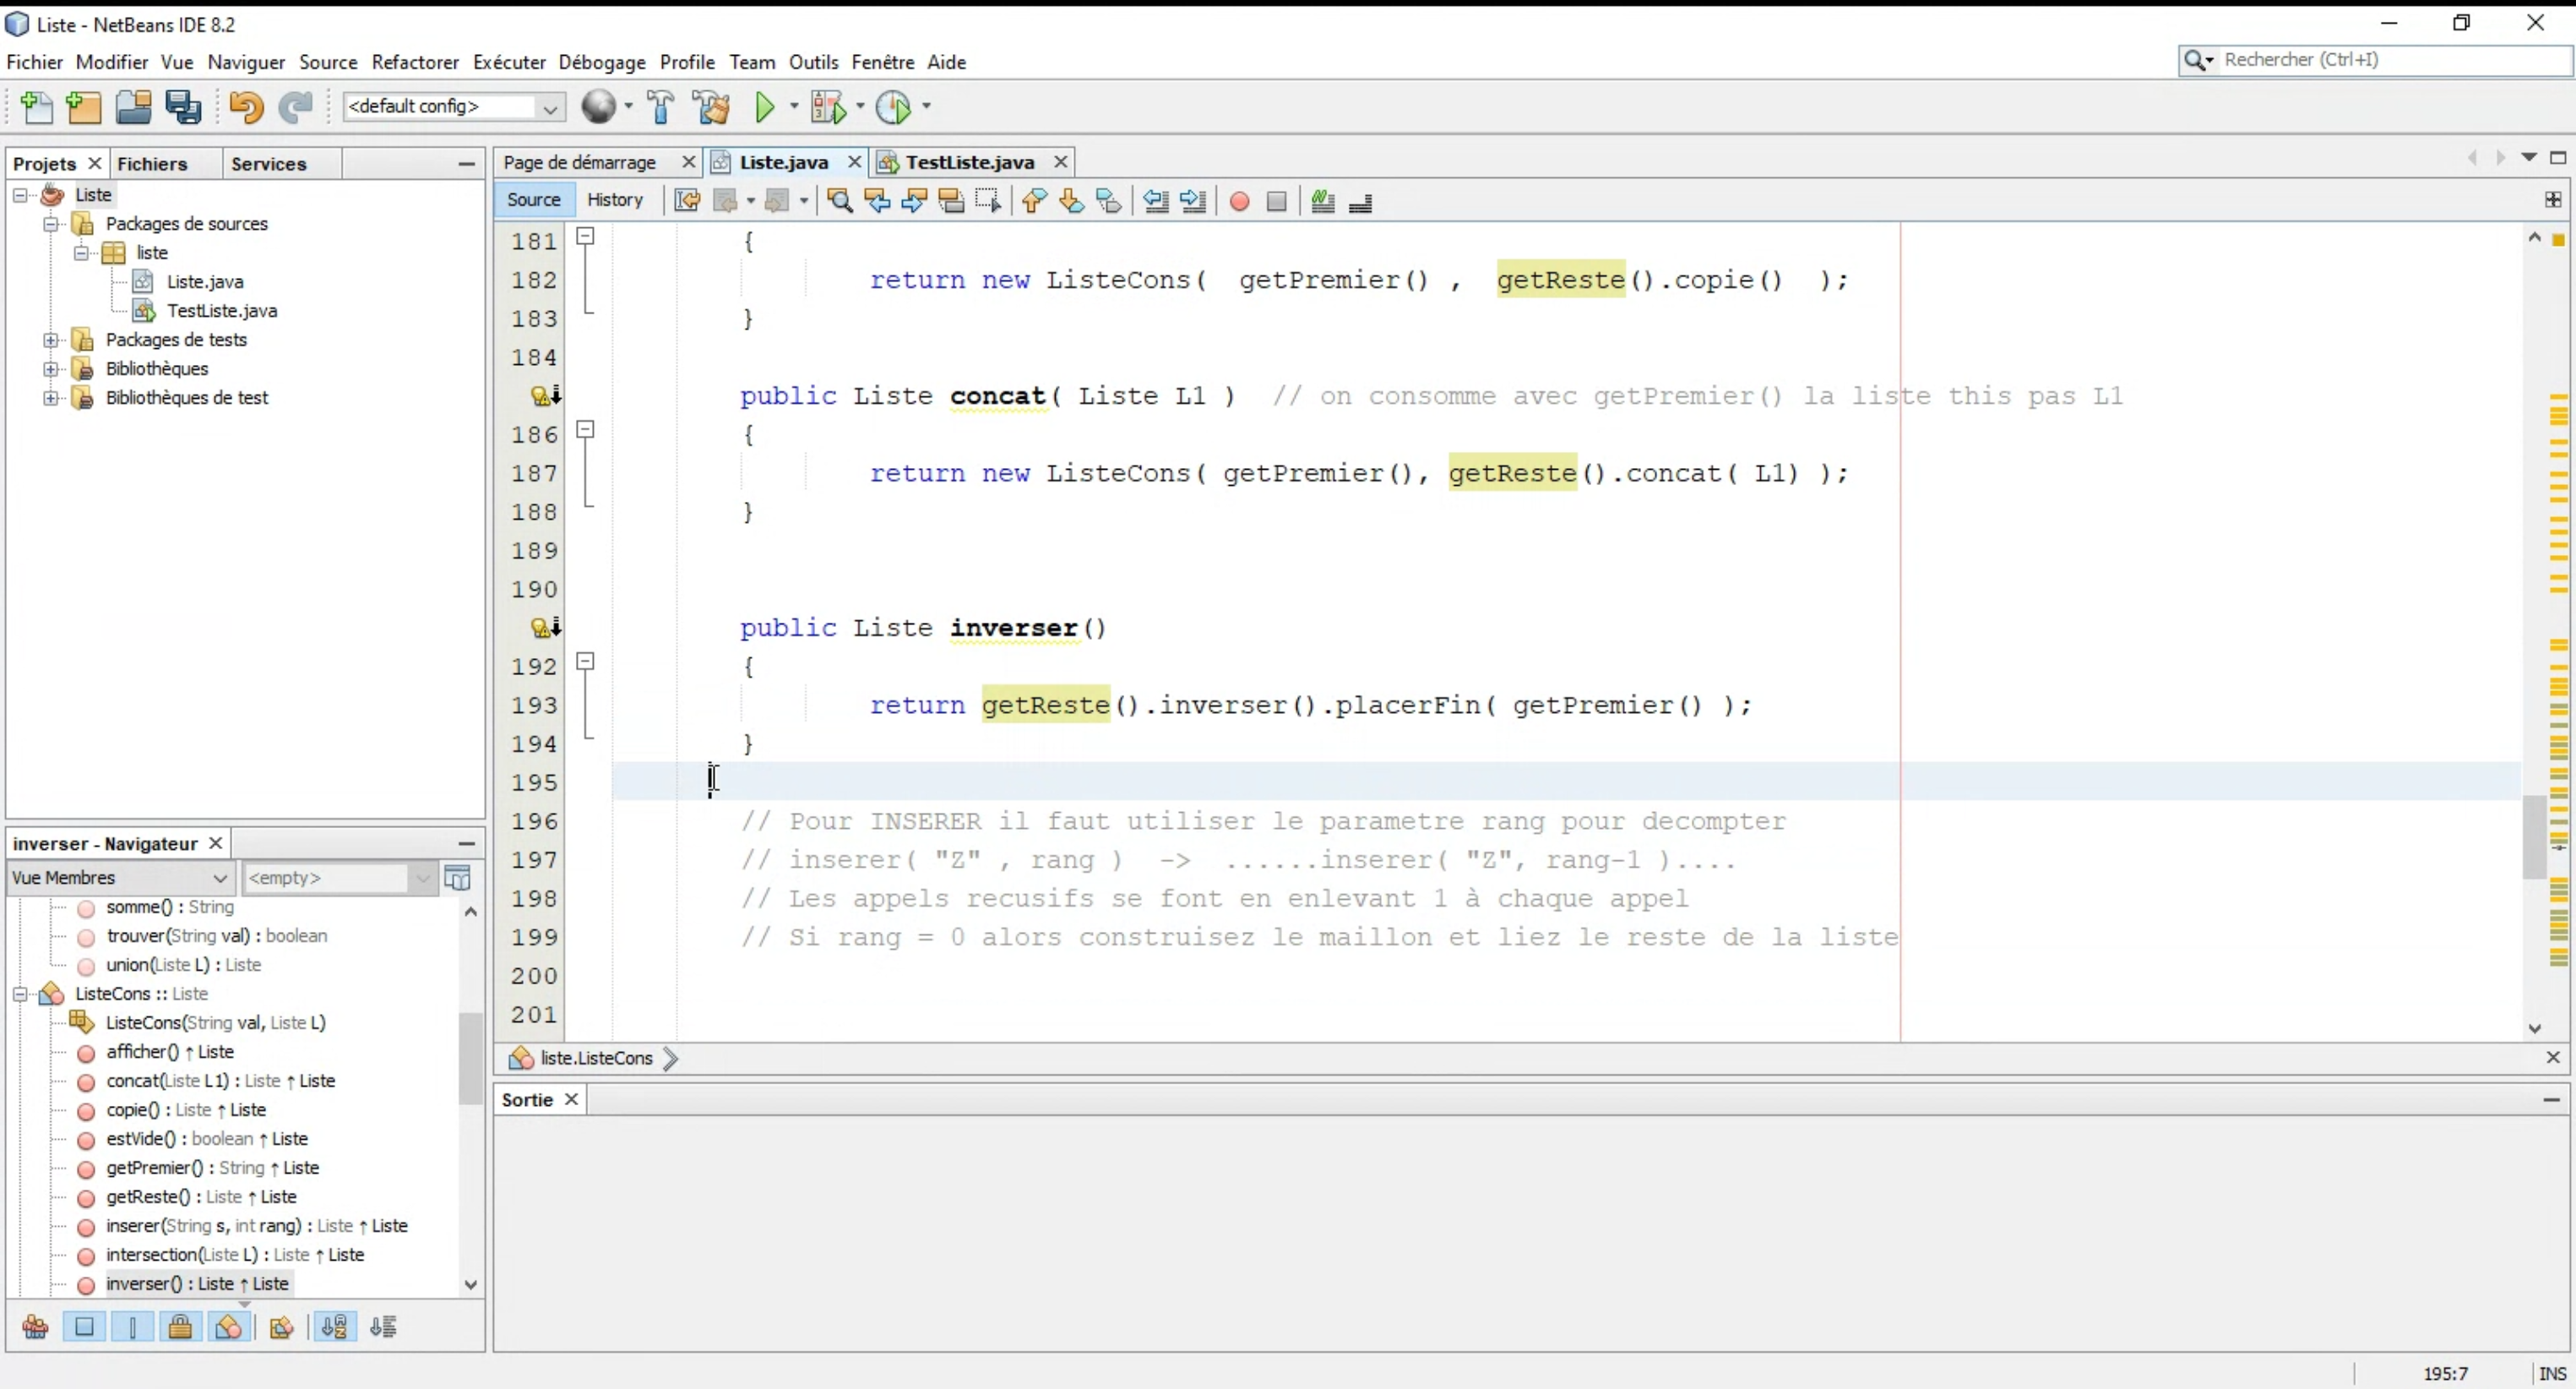 Liste - NetBeans IDE 8.2
Fichier Modifier Vue Naviguer Source Refactorer Exécuter Débogage Profile Team Outils Fenêtre Aide
Rechercher (Ctrl+I)
<default config>
Projets Fichiers Services
Page de démarrage Liste.java TestListe.java
Source History
Liste
Packages de sources
liste
Liste.java
TestListe.java
Packages de tests
Bibliothèques
Bibliothèques de test
181 {
182 return new ListeCons(  getPremier() ,  getReste().copie()  );
183 }
184
public Liste concat( Liste L1 )  // on consomme avec getPremier() la liste this pas L1
186 {
187 return new ListeCons( getPremier(), getReste().concat( L1) );
188 }
189
190
public Liste inverser()
192 {
193 return getReste().inverser().placerFin( getPremier() );
194 }
195
196 // Pour INSERER il faut utiliser le parametre rang pour decompter
197 // inserer( "Z" , rang )  ->  ......inserer( "Z", rang-1 )....
198 // Les appels recusifs se font en enlevant 1 à chaque appel
199 // Si rang = 0 alors construisez le maillon et liez le reste de la liste
200
201
liste.ListeCons
inverser - Navigateur
Vue Membres <empty>
somme() : String
trouver(String val) : boolean
union(Liste L) : Liste
ListeCons :: Liste
ListeCons(String val, Liste L)
afficher() ↑ Liste
concat(Liste L1) : Liste ↑ Liste
copie() : Liste ↑ Liste
estVide() : boolean ↑ Liste
getPremier() : String ↑ Liste
getReste() : Liste ↑ Liste
inserer(String s, int rang) : Liste ↑ Liste
intersection(Liste L) : Liste ↑ Liste
inverser() : Liste ↑ Liste
Sortie
195:7 INS